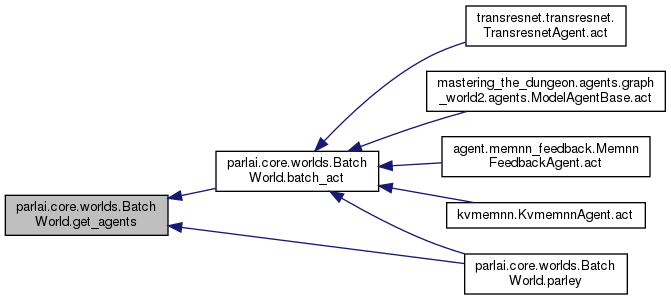 transresnet.transresnet.
TransresnetAgent.act
mastering_the_dungeon.agents.graph
_world2.agents.ModelAgentBase.act
parlai.core.worlds.Batch
World.batch_act
agent.memnn_feedback.Memnn
FeedbackAgent.act
parlai.core.worlds.Batch
World.get_agents
kvmemnn.KvmemnnAgent.act
parlai.core.worlds.Batch
World.parley